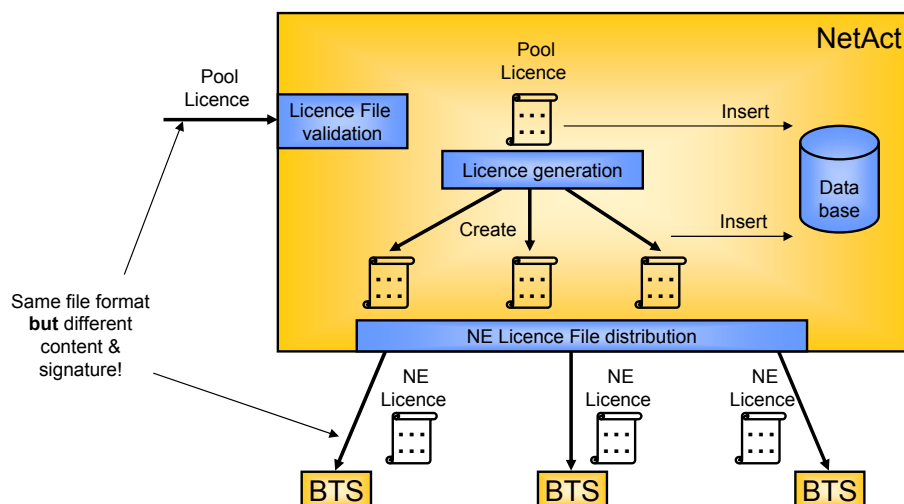 NetAct
Pool
Licence
Pool
Licence
Licence File
validation
Insert
Licence generation
Data
base
Create
Insert
Same file format
but different
content &
signature!
NE Licence File distribution
NE
Licence
NE
Licence
NE
Licence
BTS
BTS
BTS